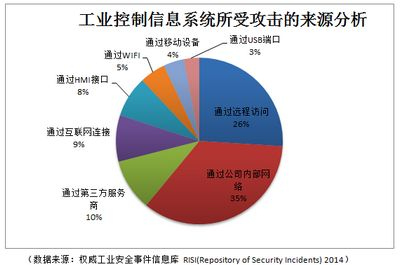 工业控制信息系统所受攻击的来源分析
通过USB端口
3%
通过移动设备
4%
通过WIFI
5%
通过HMI接口
8%
通过互联网连接
9%
通过第三方服务
商
10%
通过公司内部网
络
35%
通过远程访问
26%
（数据来源：权威工业安全事件信息库 RISI(Repository of Security Incidents) 2014）